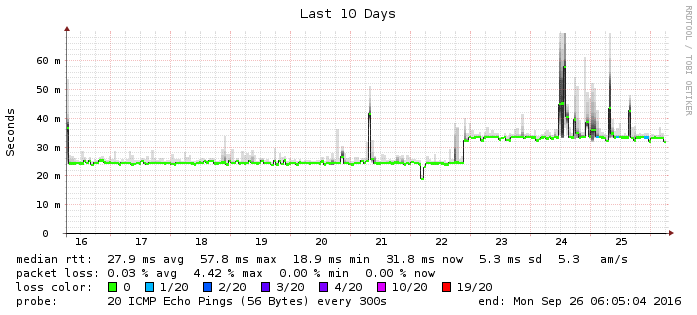 Last 10 Days
RRDTOOL / TOBI OETIKER
Seconds
60 m
50 m
40 m
30 m
20 m
10 m
0
16 17 18 19 20 21 22 23 24 25
median rtt: 27.9 ms avg 57.8 ms max 18.9 ms min 31.8 ms now 5.3 ms sd 5.3 am/s
packet loss: 0.03 % avg 4.42 % max 0.00 % min 0.00 % now
loss color: 0 1/20 2/20 3/20 4/20 10/20 19/20
probe: 20 ICMP Echo Pings (56 Bytes) every 300s end: Mon Sep 26 06:05:04 2016